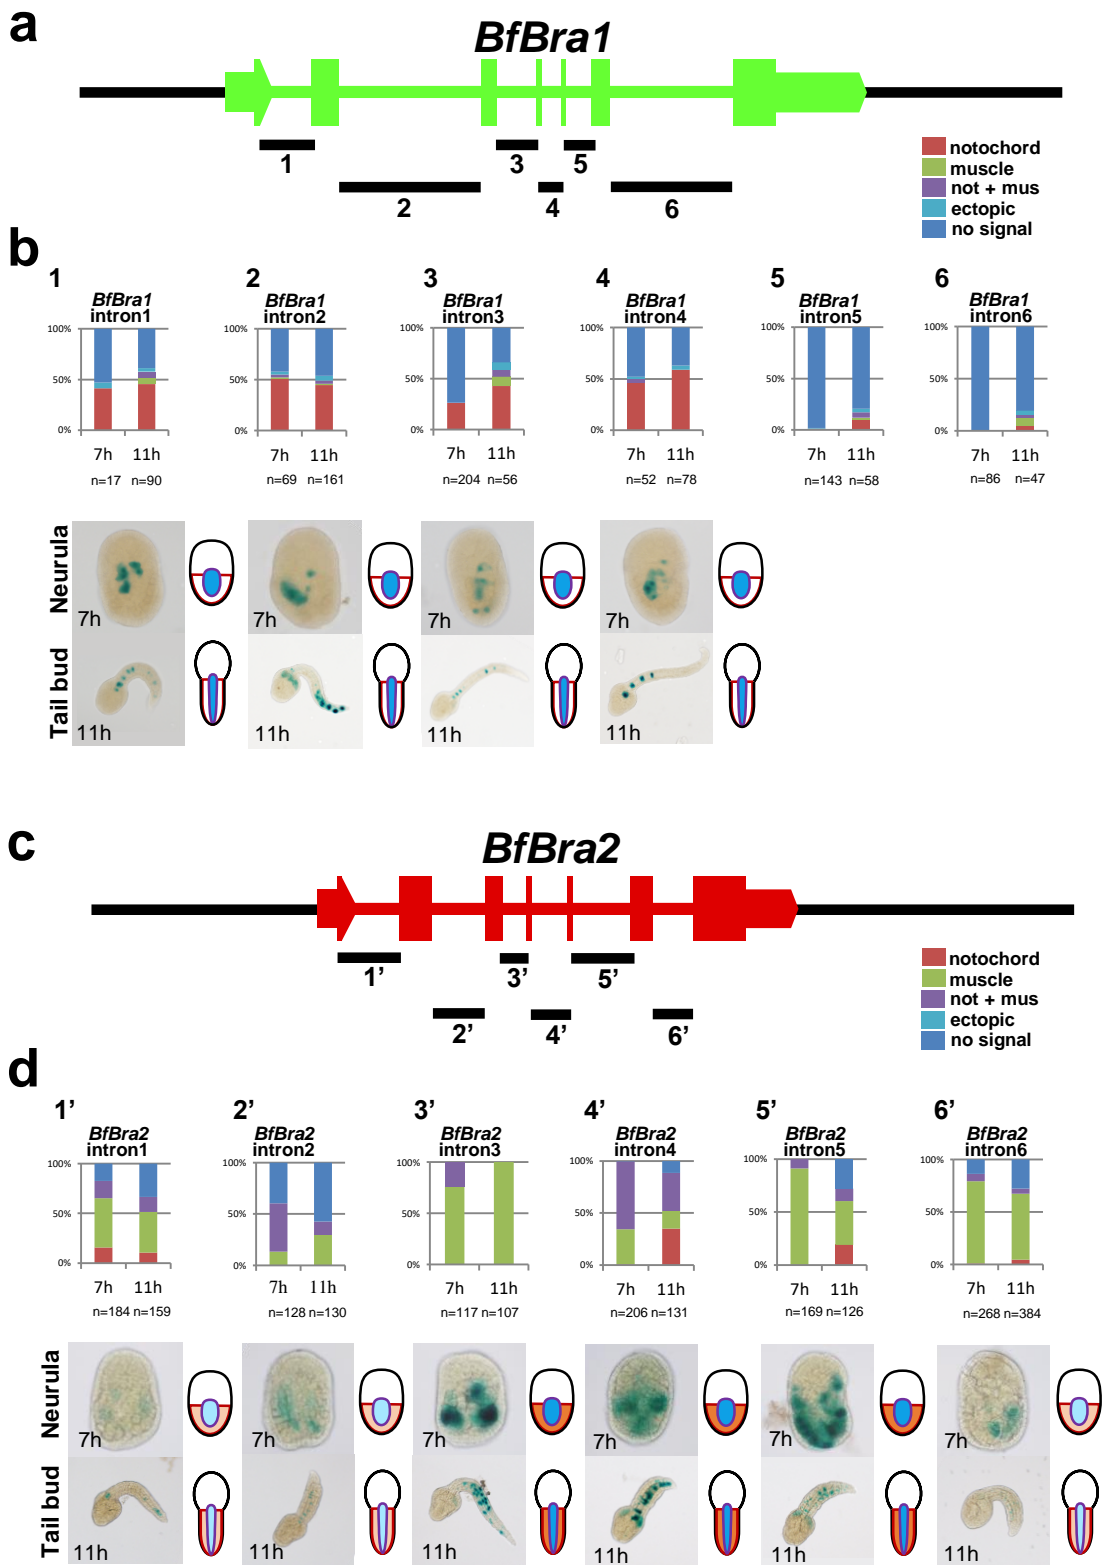 a
BfBra1
1
3
5
2
4
6
notochord
muscle
not + mus
ectopic
no signal
b
1
2
3
4
5
6
BfBra1
intron1
BfBra1
intron2
BfBra1
intron3
BfBra1
intron4
BfBra1
intron5
BfBra1
intron6
100% 100% 100% 100% 100% 100%
50% 50% 50% 50% 50% 50%
0% 0% 0% 0% 0% 0%
7h 11h 7h 11h 7h 11h 7h 11h 7h 11h 7h 11h
n=17 n=90 n=69 n=161 n=204 n=56 n=52 n=78 n=143 n=58 n=86 n=47
Neurula
7h 7h 7h 7h
Tail bud
11h 11h 11h 11h
c
BfBra2
1’
3’
5’
2’
4’
6’
notochord
muscle
not + mus
ectopic
no signal
d
1’
2’
3’
4’
5’
6’
BfBra2
intron1
BfBra2
intron2
BfBra2
intron3
BfBra2
intron4
BfBra2
intron5
BfBra2
intron6
100% 100% 100% 100% 100% 100%
50% 50% 50% 50% 50% 50%
0% 0% 0% 0% 0% 0%
7h 11h 7h 11h 7h 11h 7h 11h 7h 11h 7h 11h
n=184 n=159 n=128 n=130 n=117 n=107 n=206 n=131 n=169 n=126 n=268 n=384
Neurula
7h 7h 7h 7h 7h 7h
Tail bud
11h 11h 11h 11h 11h 11h